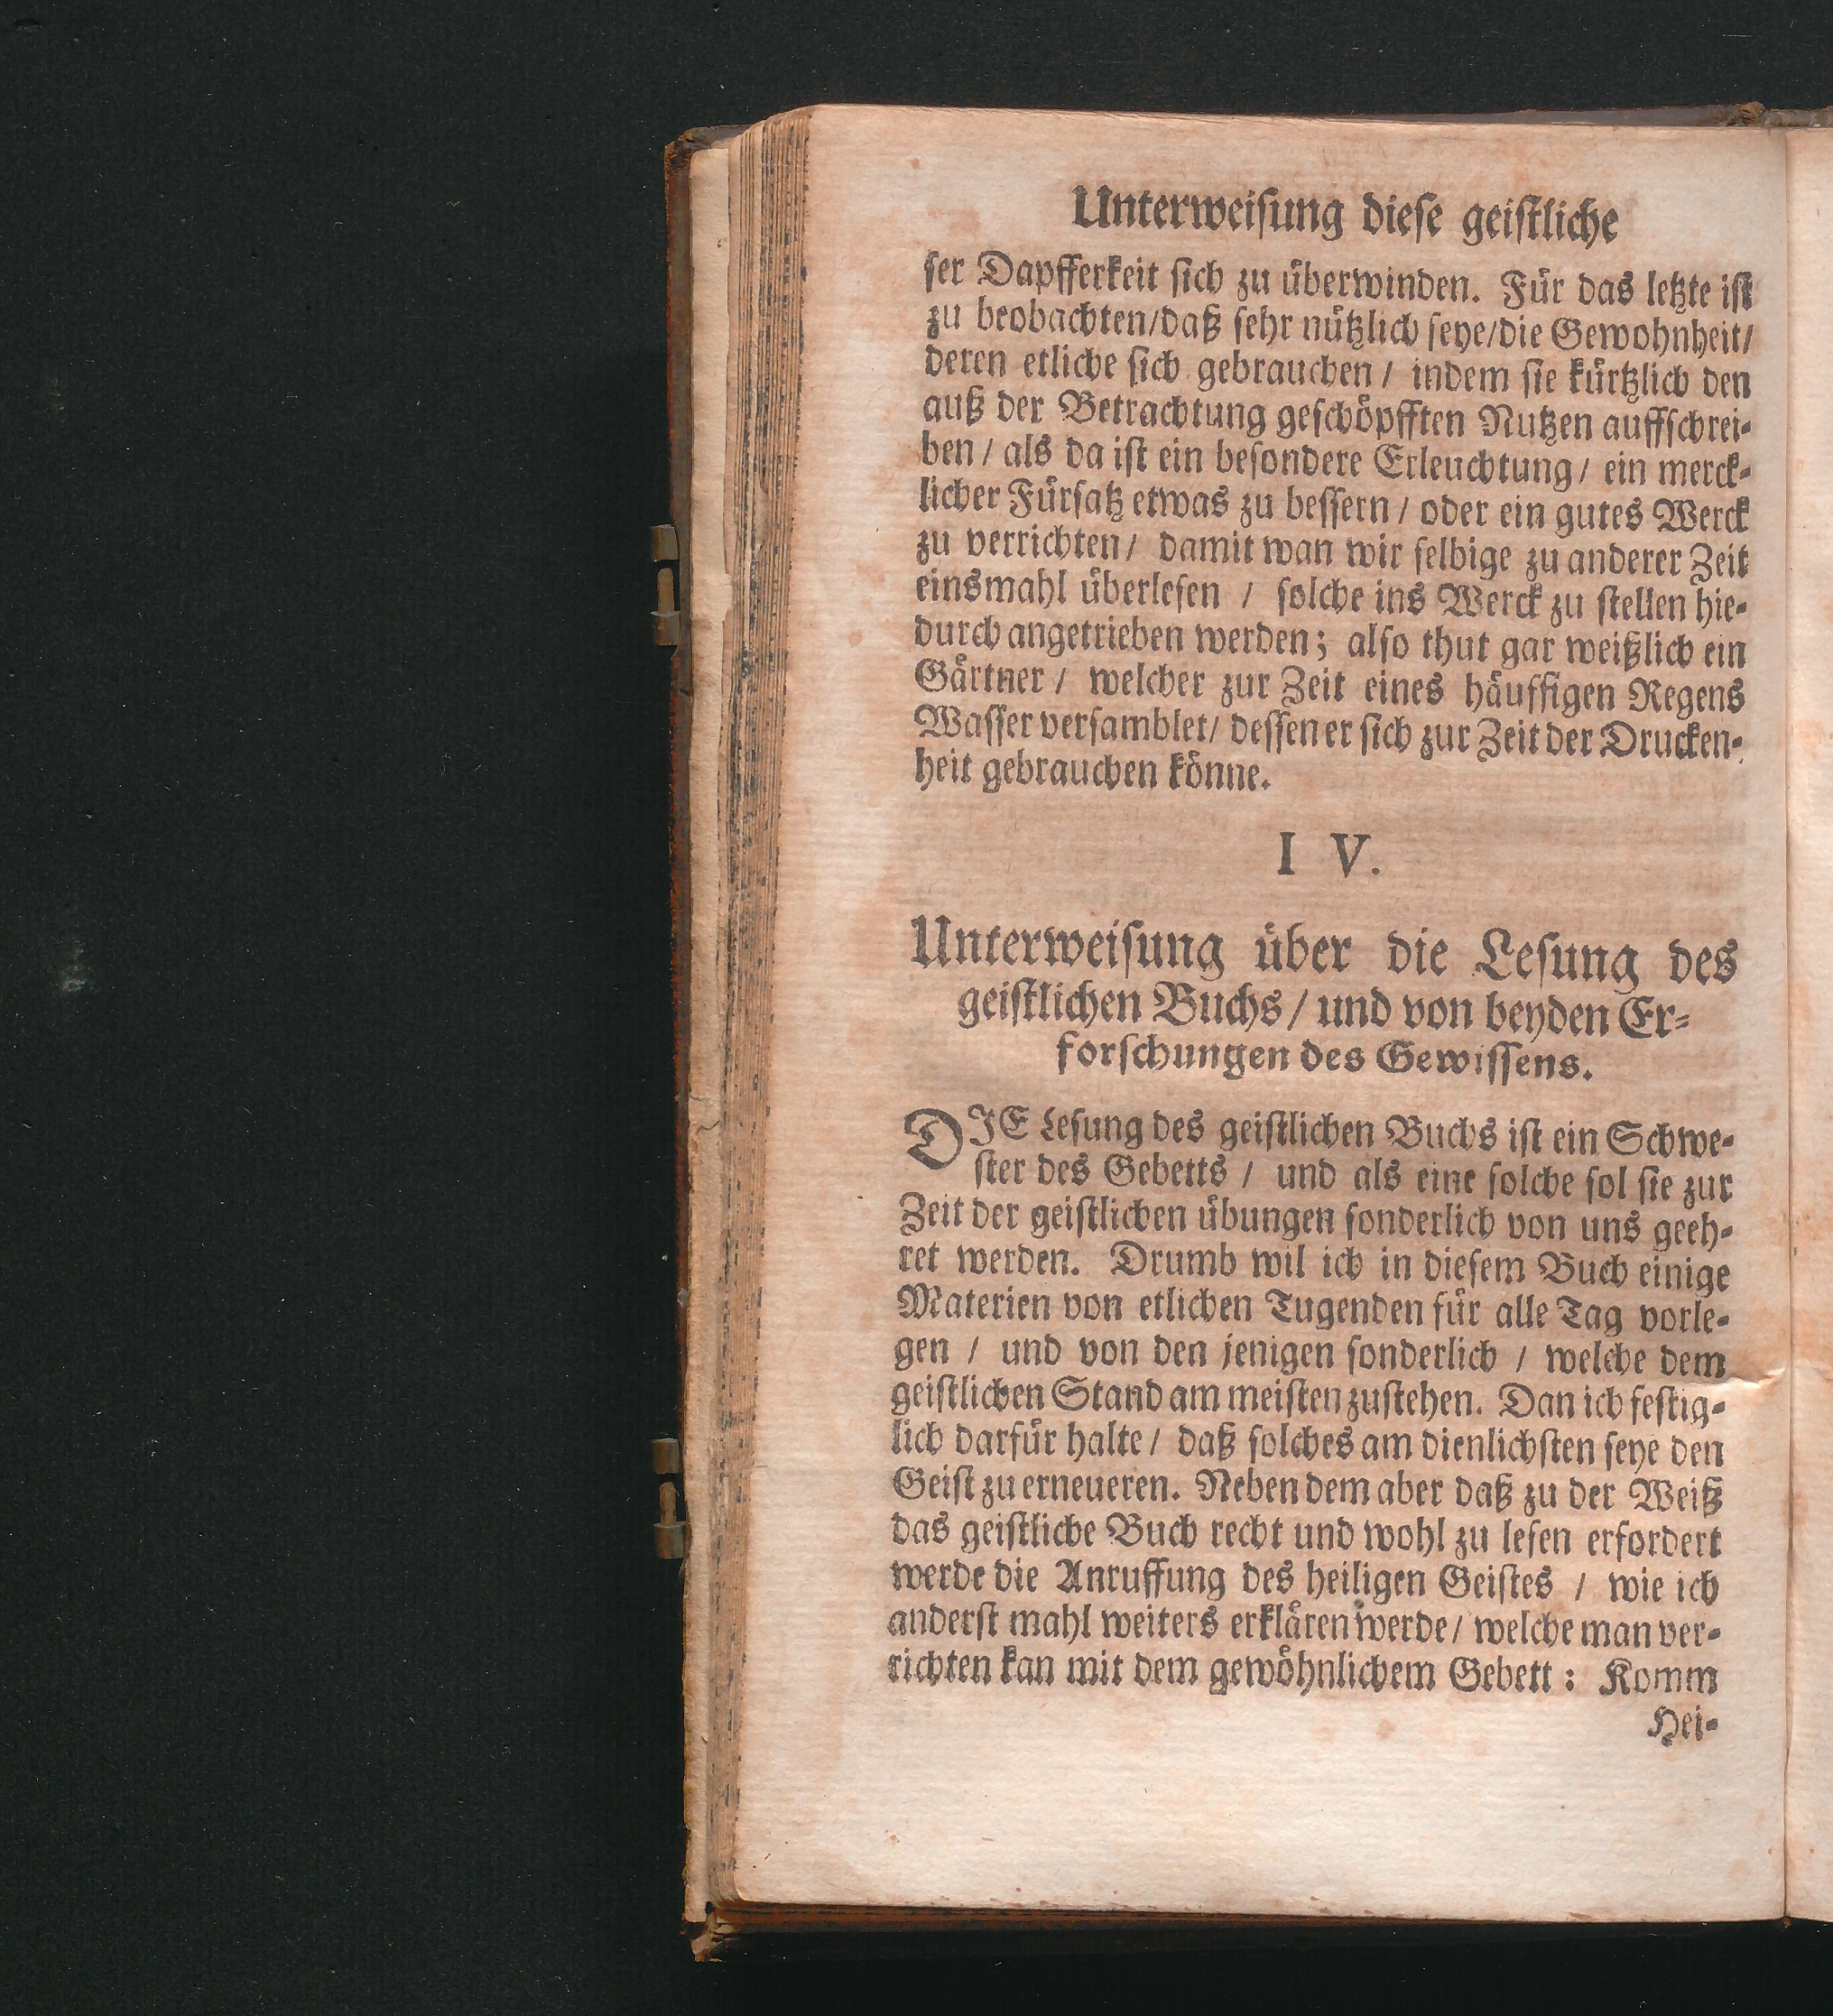 Unterweisung diese geistliche
ser Dapfferkeit sich zu überwinden. Für das letzte ist
zu beobachten/daß sehr nützlich seye/die Gewohnheit/
deren etliche sich gebrauchen / indem sie kürtzlich den
auß der Betrachtung geschöpfften Nutzen auffschrei-
ben / als da ist ein besondere Erleuchtung / ein merck-
licher Fürsatz etwas zu bessern / oder ein gutes Werck
zu verrichten / damit wan wir selbige zu anderer Zeit
einsmahl überlesen / solche ins Werck zu stellen hie-
durch angetrieben werden; also thut gar weißlich ein
Gärtner / welcher zur Zeit eines häuffigen Regens
Wasser versamblet/ dessen er sich zur Zeit der Drucken-
heit gebrauchen könne.
I V.
Unterweisung über die Lesung des
geistlichen Buchs / und von beyden Er-
forschungen des Gewissens.
DIE Lesung des geistlichen Buchs ist ein Schwe-
ster des Gebetts / und als eine solche sol sie zur
Zeit der geistlichen übungen sonderlich von uns geeh-
ret werden. Drumb wil ich in diesem Buch einige
Materien von etlichen Tugenden für alle Tag vorle-
gen / und von den jenigen sonderlich / welche dem
geistlichen Stand am meisten zustehen. Dan ich festig-
lich darfür halte / daß solches am dienlichsten seye den
Geist zu erneueren. Neben dem aber daß zu der Weiß
das geistliche Buch recht und wohl zu lesen erfordert
werde die Anruffung des heiligen Geistes / wie ich
anderst mahl weiters erklären werde / welche man ver-
richten kan mit dem gewöhnlichem Gebett : Komm
Hei-